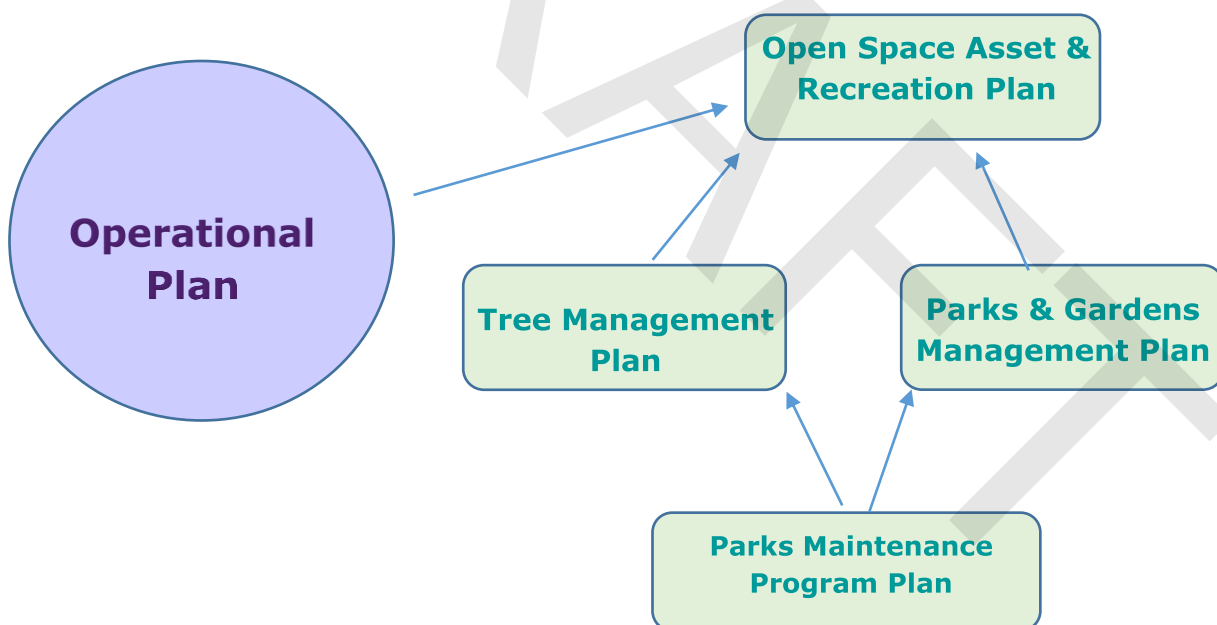 Open Space Asset &
Recreation Plan
Operational
Plan
Tree Management
Plan
Parks & Gardens
Management Plan
Parks Maintenance
Program Plan